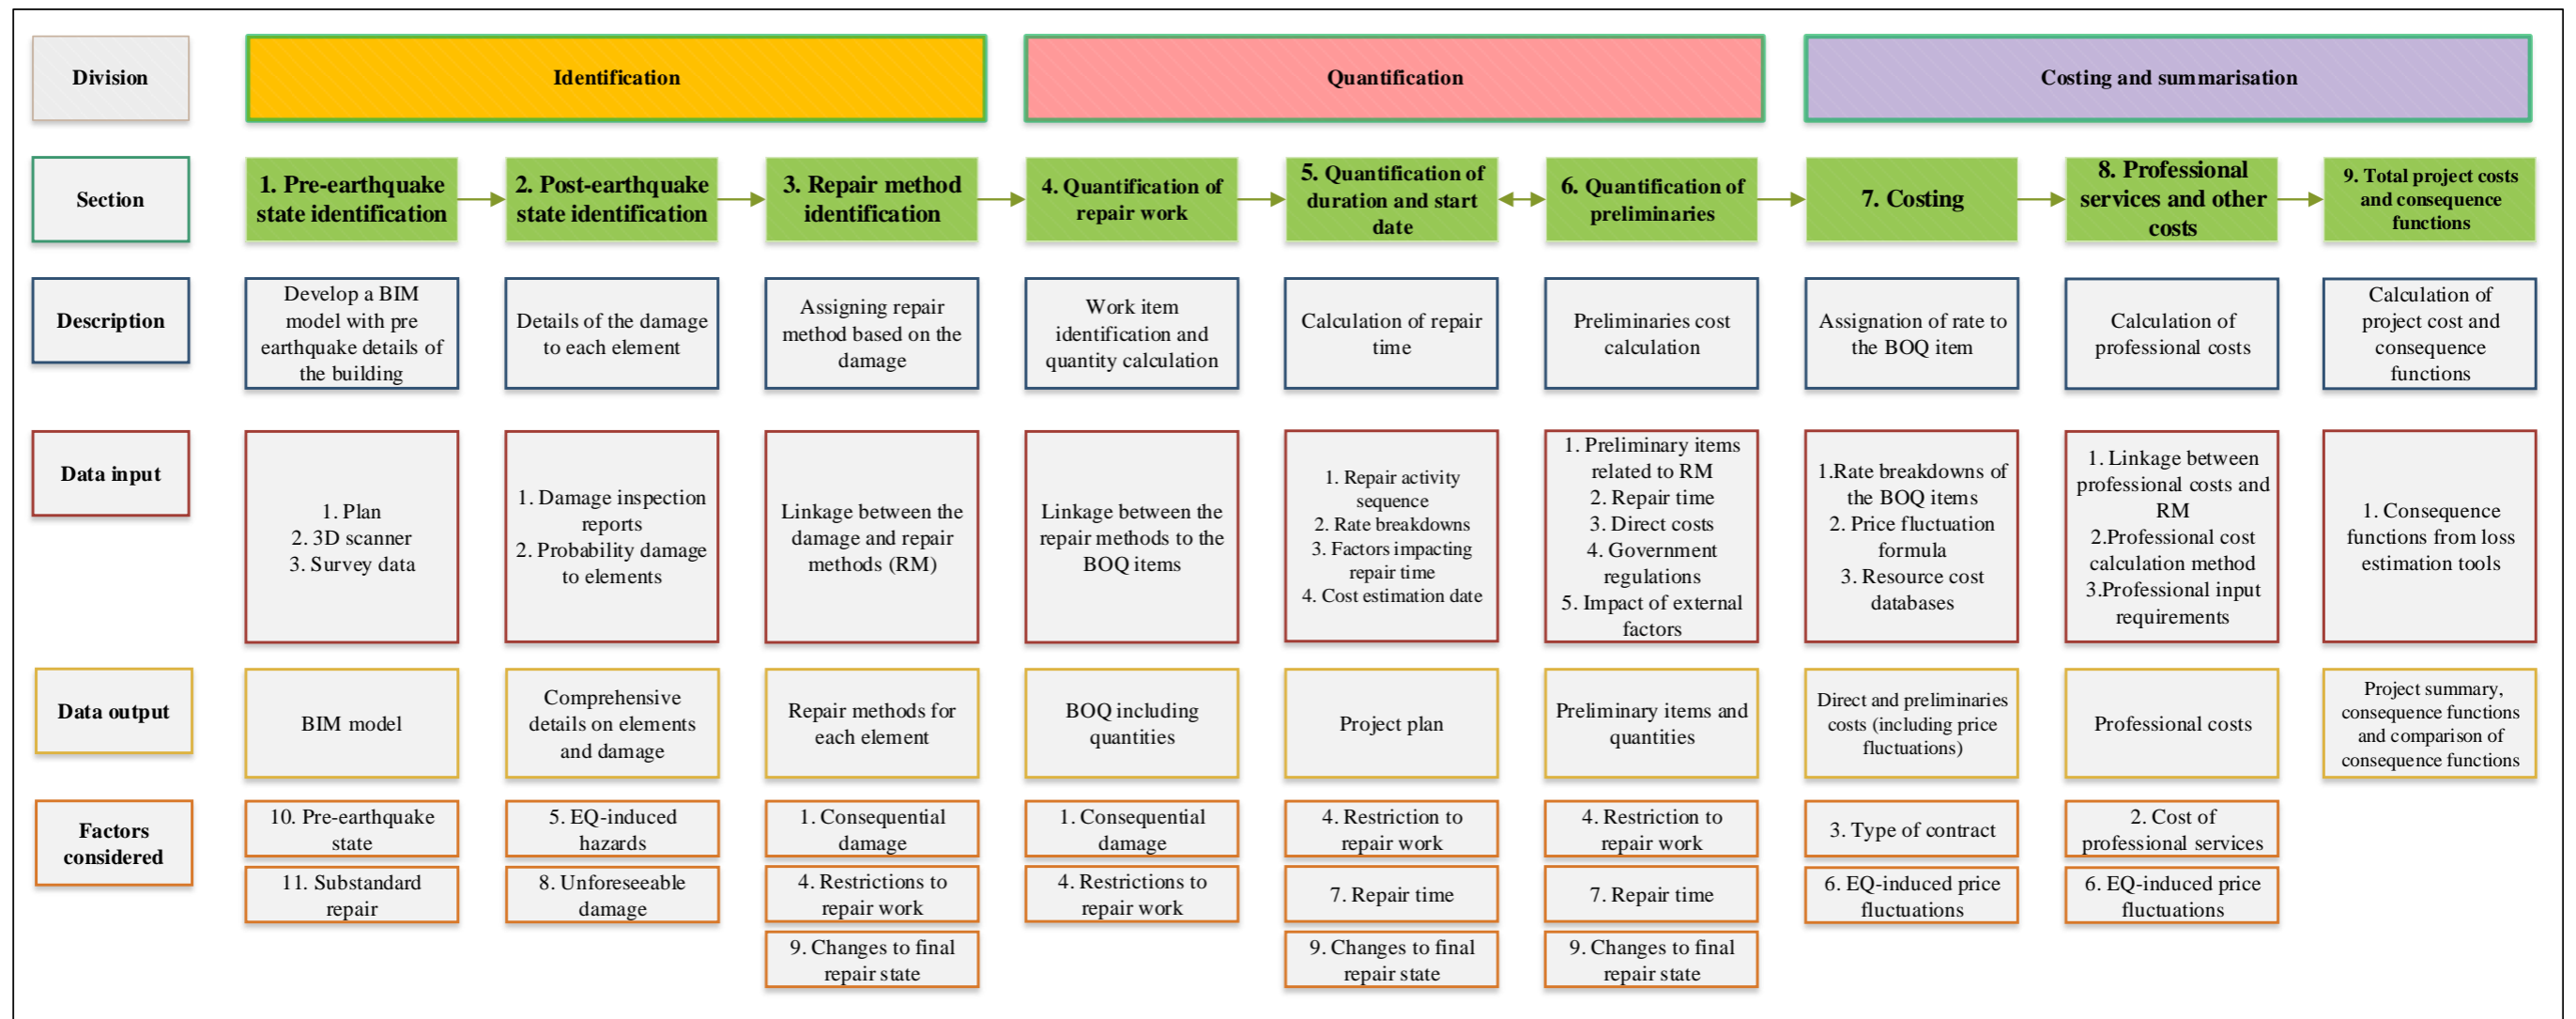 Division
Identification
Quantification
Costing and summarisation
Section
1. Pre-earthquake
state identification
2. Post-earthquake
state identification
3. Repair method
identification
4. Quantification of
repair work
5. Quantification of
duration and start
date
6. Quantification of
preliminaries
7. Costing
8. Professional
services and other
costs
9. Total project costs
and consequence
functions
Description
Develop a BIM
model with pre
earthquake details of
the building
Details of the damage
to each element
Assigning repair
method based on the
damage
Work item
identification and
quantity calculation
Calculation of repair
time
Preliminaries cost
calculation
Assignation of rate to
the BOQ item
Calculation of
professional costs
Calculation of
project cost and
consequence
functions
Data input
1. Plan
2. 3D scanner
3. Survey data
1. Damage inspection
reports
2. Probability damage
to elements
Linkage between the
damage and repair
methods (RM)
Linkage between the
repair methods to the
BOQ items
1. Repair activity
sequence
2. Rate breakdowns
3. Factors impacting
repair time
4. Cost estimation date
1. Preliminary items
related to RM
2. Repair time
3. Direct costs
4. Government
regulations
5. Impact of external
factors
1.Rate breakdowns of
the BOQ items
2. Price fluctuation
formula
3. Resource cost
databases
1. Linkage between
professional costs and
RM
2.Professional cost
calculation method
3.Professional input
requirements
1. Consequence
functions from loss
estimation tools
Data output
BIM model
Comprehensive
details on elements
and damage
Repair methods for
each element
BOQ including
quantities
Project plan
Preliminary items and
quantities
Direct and preliminaries
costs (including price
fluctuations)
Professional costs
Project summary,
consequence functions
and comparison of
consequence functions
Factors
considered
10. Pre-earthquake
state
5. EQ-induced
hazards
1. Consequential
damage
1. Consequential
damage
4. Restriction to
repair work
4. Restriction to
repair work
3. Type of contract
2. Cost of
professional services
11. Substandard
repair
8. Unforeseeable
damage
4. Restrictions to
repair work
4. Restrictions to
repair work
7. Repair time
7. Repair time
6. EQ-induced price
fluctuations
6. EQ-induced price
fluctuations
9. Changes to final
repair state
9. Changes to final
repair state
9. Changes to final
repair state